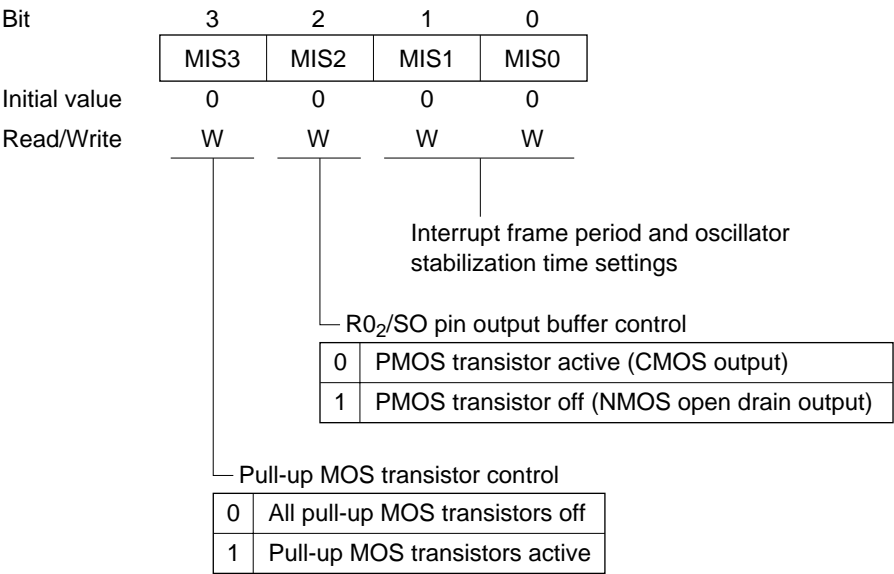 Bit 3 2 1 0
MIS3 MIS2 MIS1 MIS0
Initial value 0 0 0 0
Read/Write W W W W
Interrupt frame period and oscillator
stabilization time settings
R0₂/SO pin output buffer control
0 PMOS transistor active (CMOS output)
1 PMOS transistor off (NMOS open drain output)
Pull-up MOS transistor control
0 All pull-up MOS transistors off
1 Pull-up MOS transistors active